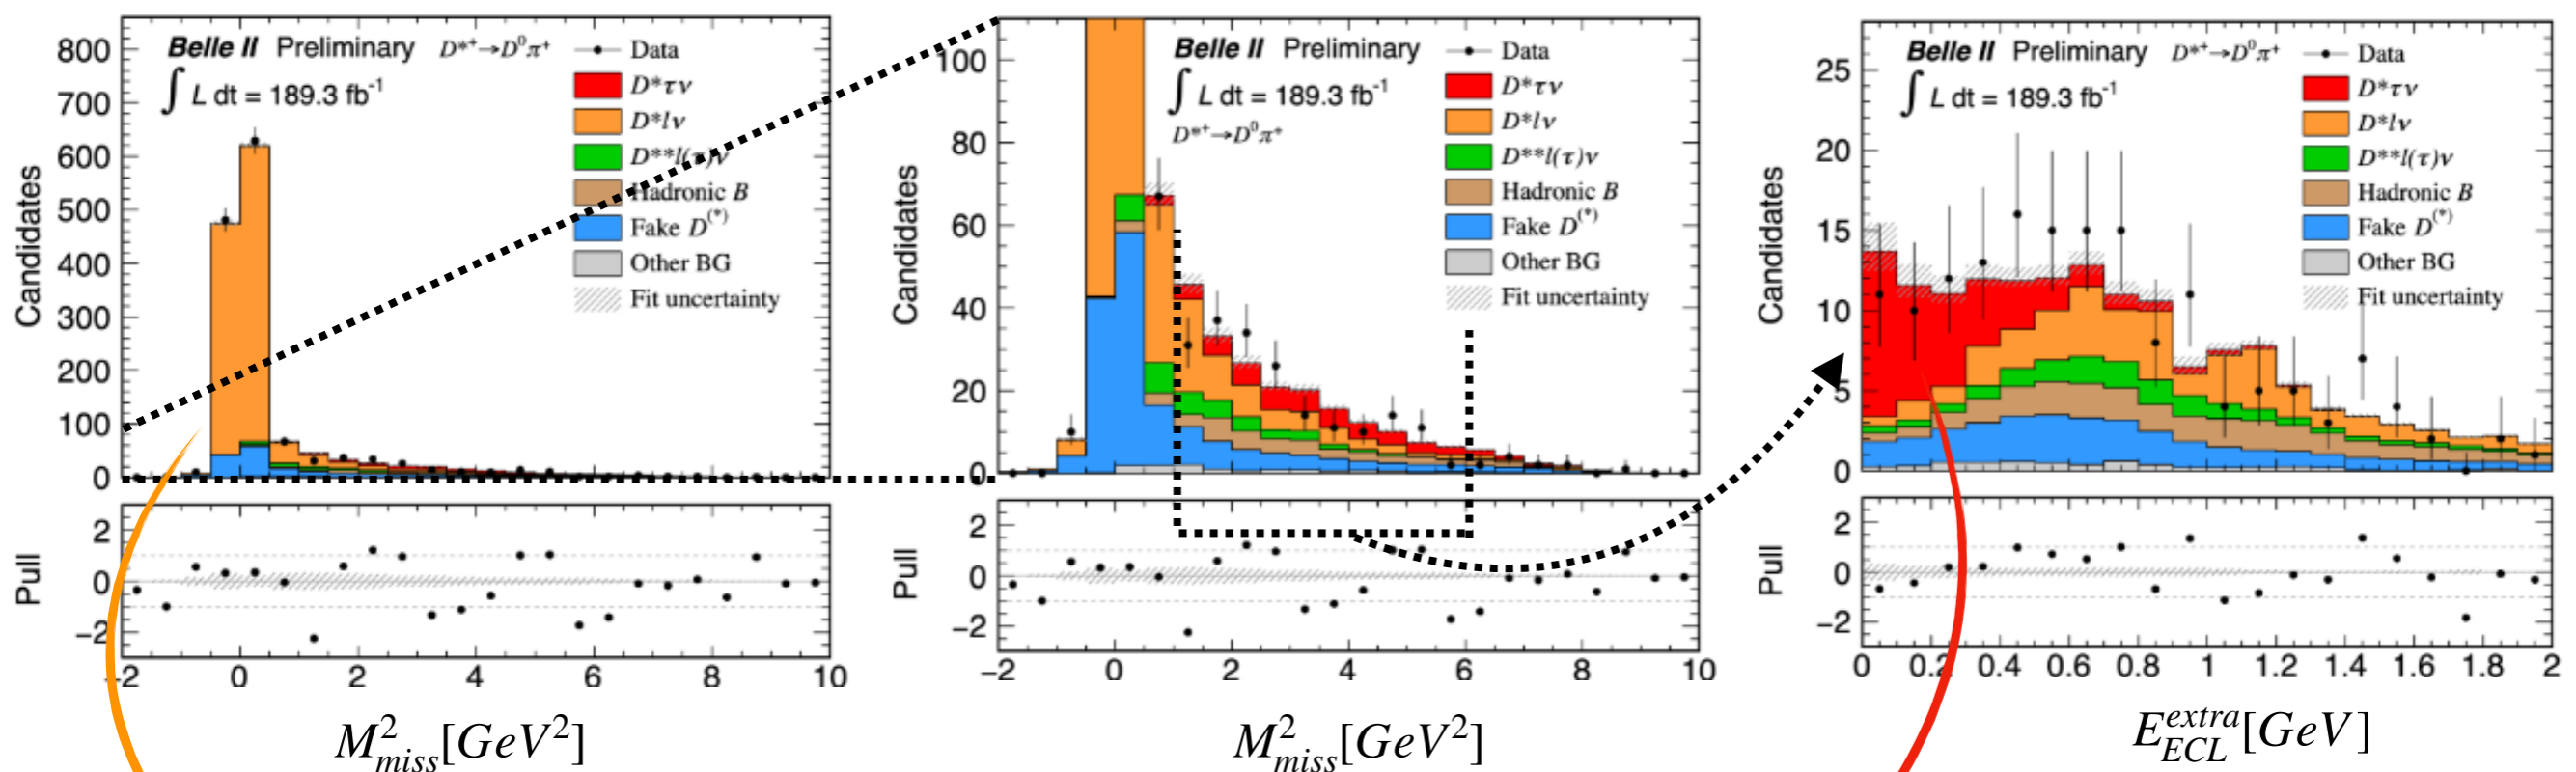 Belle II Preliminary D*⁺→D⁰π⁺
∫ L dt = 189.3 fb⁻¹
Data
D*τν
D*lν
D**l(τ)ν
Hadronic B
Fake D⁽*⁾
Other BG
Fit uncertainty
Candidates
800
700
600
500
400
300
200
100
0
Pull
2
0
−2
−2 0 2 4 6 8 10
M²miss[GeV²]
Belle II Preliminary
∫ L dt = 189.3 fb⁻¹
D*⁺→D⁰π⁺
Data
D*τν
D*lν
D**l(τ)ν
Hadronic B
Fake D⁽*⁾
Other BG
Fit uncertainty
Candidates
100
80
60
40
20
0
Pull
2
0
−2
−2 0 2 4 6 8 10
M²miss[GeV²]
Belle II Preliminary D*⁺→D⁰π⁺
∫ L dt = 189.3 fb⁻¹
Data
D*τν
D*lν
D**l(τ)ν
Hadronic B
Fake D⁽*⁾
Other BG
Fit uncertainty
Candidates
25
20
15
10
5
0
Pull
2
0
−2
0 0.2 0.4 0.6 0.8 1 1.2 1.4 1.6 1.8 2
E^extra_ECL[GeV]